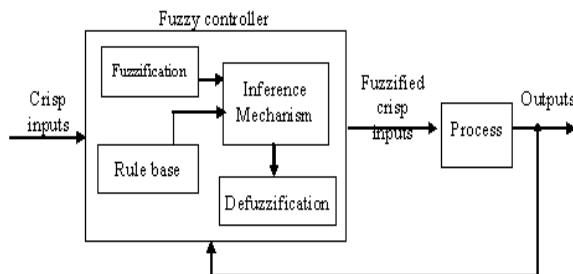 Fuzzy controller
Fuzzification
Inference
Mechanism
Rule base
Defuzzification
Crisp
inputs
Fuzzified
crisp
inputs
Process
Outputs